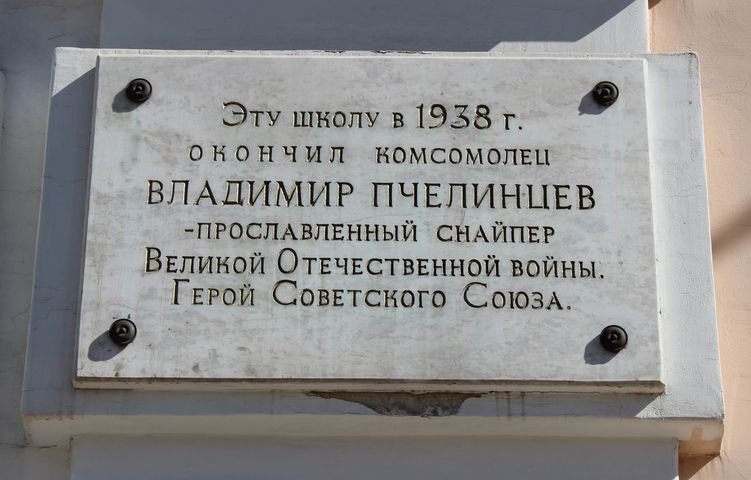 Эту школу в 1938 г.
окончил комсомолец
ВЛАДИМИР ПЧЕЛИНЦЕВ
-прославленный снайпер
Великой Отечественной войны.
Герой Советского Союза.